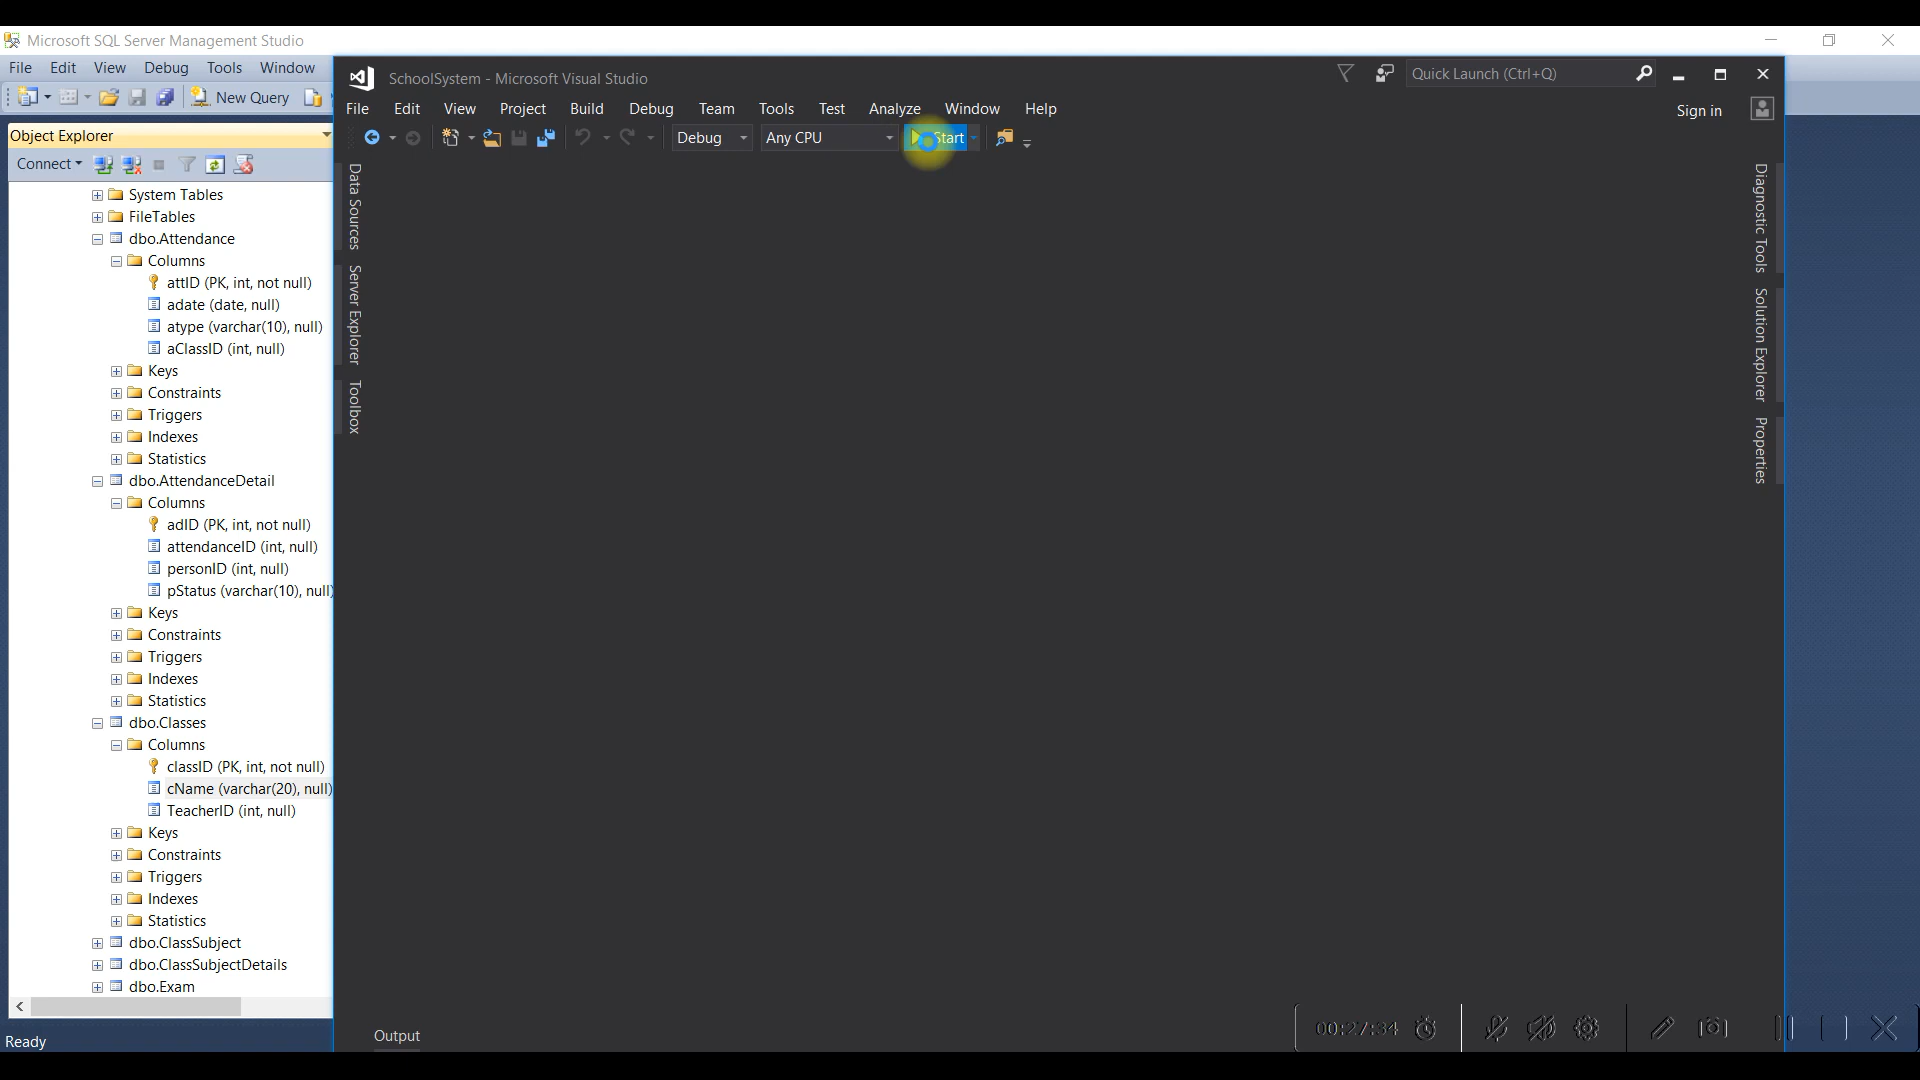 Microsoft SQL Server Management Studio
File Edit View Debug Tools Window
New Query
Object Explorer
Connect
System Tables
FileTables
dbo.Attendance
Columns
attID (PK, int, not null)
adate (date, null)
atype (varchar(10), null)
aClassID (int, null)
Keys
Constraints
Triggers
Indexes
Statistics
dbo.AttendanceDetail
Columns
adID (PK, int, not null)
attendanceID (int, null)
personID (int, null)
pStatus (varchar(10), null)
Keys
Constraints
Triggers
Indexes
Statistics
dbo.Classes
Columns
classID (PK, int, not null)
cName (varchar(20), null)
TeacherID (int, null)
Keys
Constraints
Triggers
Indexes
Statistics
dbo.ClassSubject
dbo.ClassSubjectDetails
dbo.Exam
Ready
SchoolSystem - Microsoft Visual Studio
Quick Launch (Ctrl+Q)
File Edit View Project Build Debug Team Tools Test Analyze Window Help
Sign in
Debug Any CPU Start
Data Sources
Server Explorer
Toolbox
Diagnostic Tools
Solution Explorer
Properties
Output
00:27:34